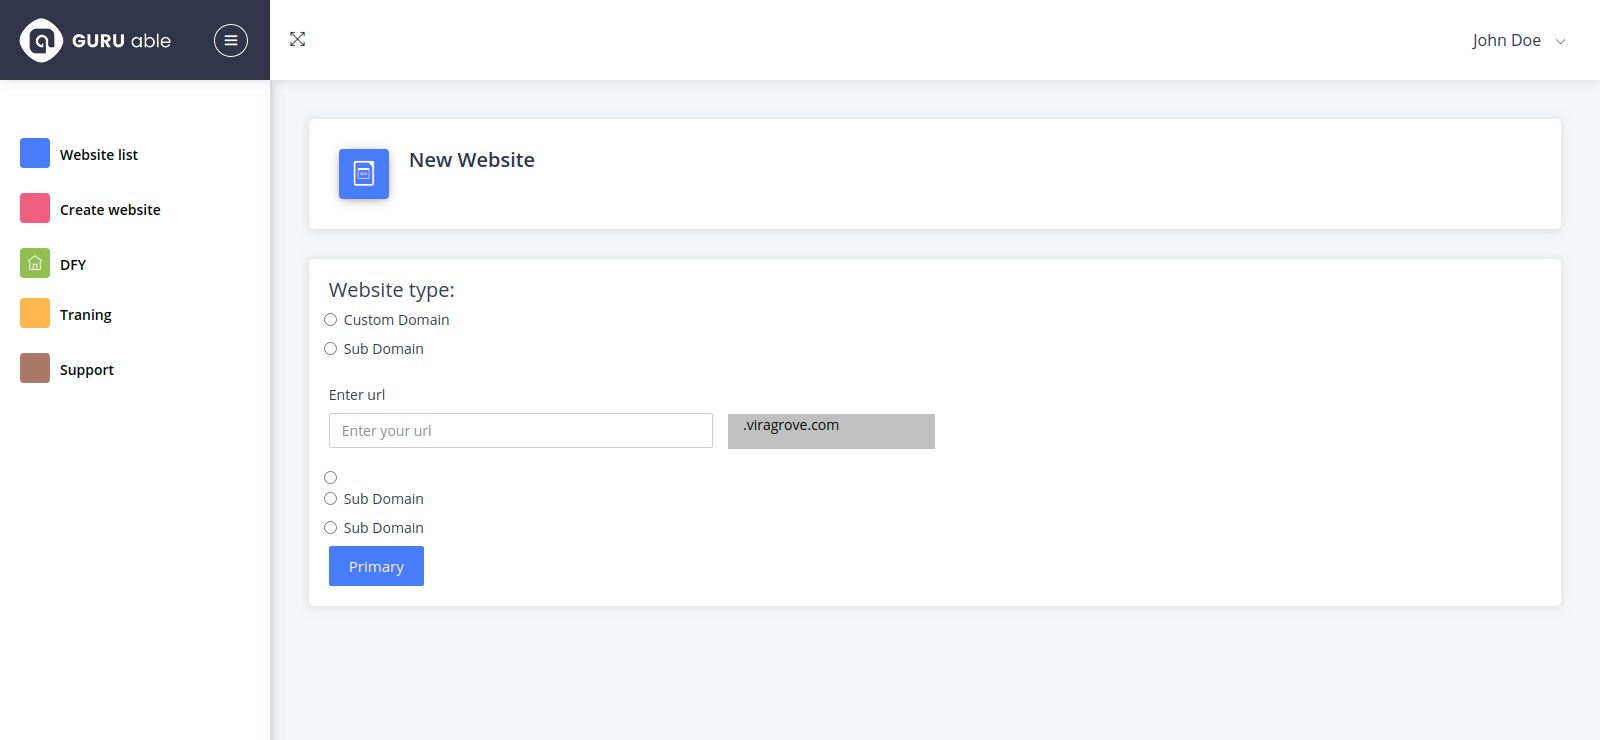 GURU able
John Doe
Website list
Create website
DFY
Traning
Support
New Website
Website type:
Custom Domain
Sub Domain
Enter url
Enter your url
.viragrove.com
Sub Domain
Sub Domain
Primary